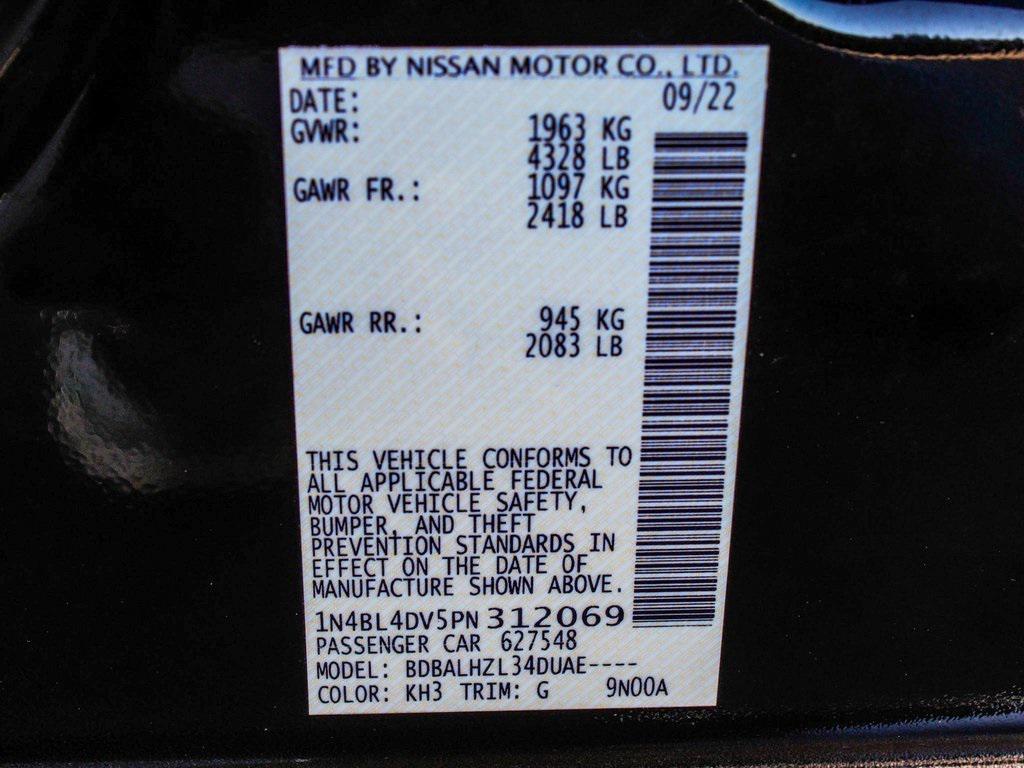 MFD BY NISSAN MOTOR CO., LTD.
DATE: 09/22
GVWR: 1963 KG
4328 LB
GAWR FR.: 1097 KG
2418 LB
GAWR RR.: 945 KG
2083 LB
THIS VEHICLE CONFORMS TO
ALL APPLICABLE FEDERAL
MOTOR VEHICLE SAFETY,
BUMPER, AND THEFT
PREVENTION STANDARDS IN
EFFECT ON THE DATE OF
MANUFACTURE SHOWN ABOVE.
1N4BL4DV5PN 312069
PASSENGER CAR 627548
MODEL: BDBALHZL34DUAE----
COLOR: KH3 TRIM: G 9N00A